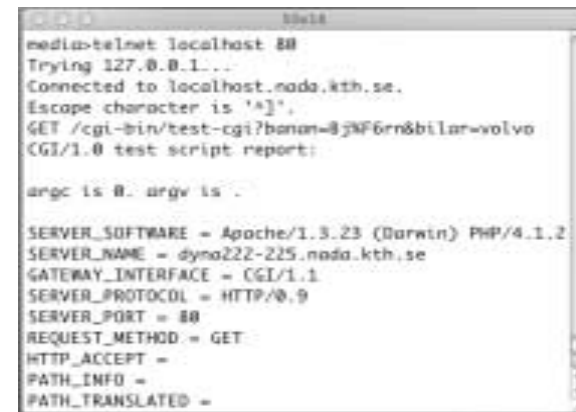 media>telnet localhost 80
Trying 127.0.0.1...
Connected to localhost.nada.kth.se.
Escape character is '^]'.
GET /cgi-bin/test-cgi?banan=Bj%F6rn&bilar=volvo
CGI/1.0 test script report:
argc is 0. argv is .
SERVER_SOFTWARE = Apache/1.3.23 (Darwin) PHP/4.1.2
SERVER_NAME = dyna222-225.nada.kth.se
GATEWAY_INTERFACE = CGI/1.1
SERVER_PROTOCOL = HTTP/0.9
SERVER_PORT = 80
REQUEST_METHOD = GET
HTTP_ACCEPT =
PATH_INFO =
PATH_TRANSLATED =